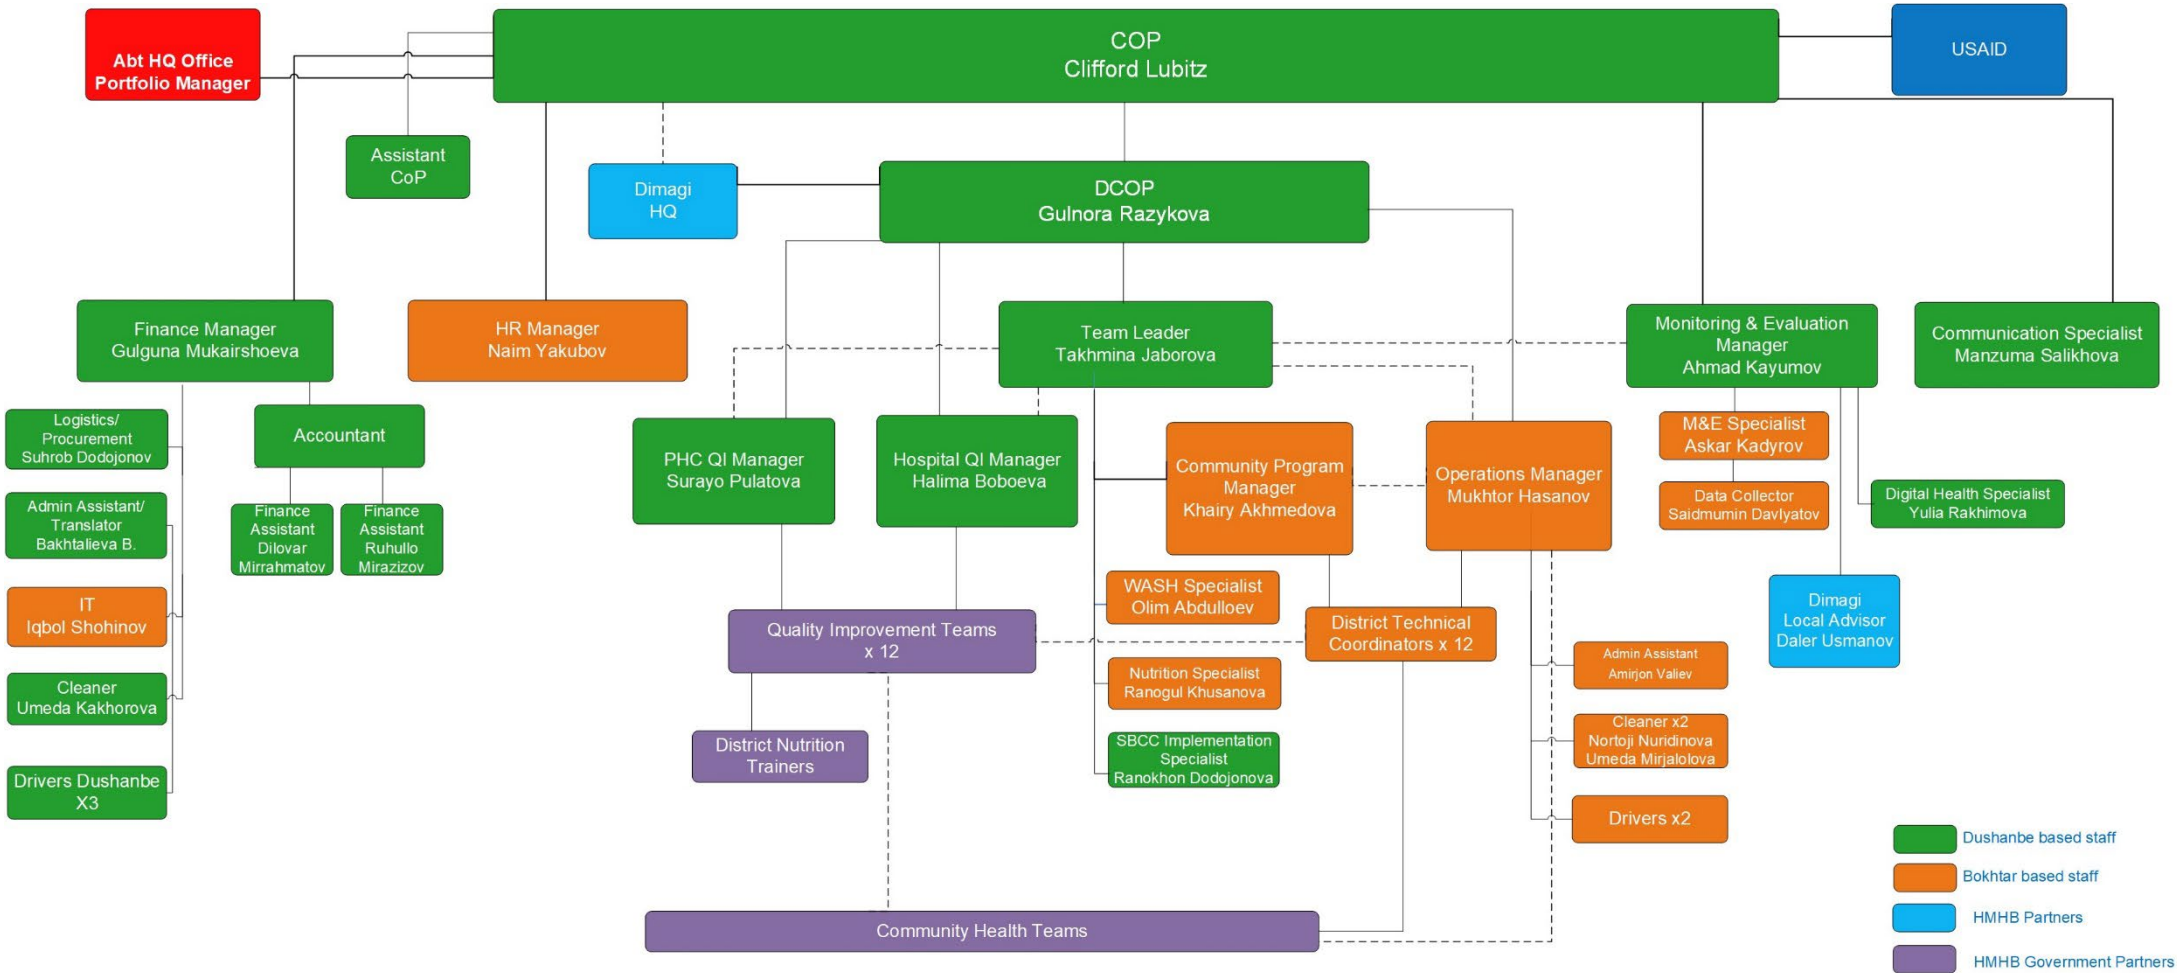 Abt HQ Office
Portfolio Manager
COP
Clifford Lubitz
USAID
Assistant
CoP
Dimagi
HQ
DCOP
Gulnora Razykova
Finance Manager
Gulguna Mukairshoeva
HR Manager
Naim Yakubov
Team Leader
Takhmina Jaborova
Monitoring & Evaluation
Manager
Ahmad Kayumov
Communication Specialist
Manzuma Salikhova
Logistics/
Procurement
Suhrob Dodojonov
Accountant
PHC QI Manager
Surayo Pulatova
Hospital QI Manager
Halima Boboeva
Community Program
Manager
Khairy Akhmedova
Operations Manager
Mukhtor Hasanov
M&E Specialist
Askar Kadyrov
Data Collector
Saidmumin Davlyatov
Digital Health Specialist
Yulia Rakhimova
Admin Assistant/
Translator
Bakhtalieva B.
Finance
Assistant
Dilovar
Mirrahmatov
Finance
Assistant
Ruhullo
Mirazizov
IT
Iqbol Shohinov
WASH Specialist
Olim Abdulloev
Dimagi
Local Advisor
Daler Usmanov
Quality Improvement Teams
x 12
District Technical
Coordinators x 12
Cleaner
Umeda Kakhorova
Nutrition Specialist
Ranogul Khusanova
Admin Assistant
Amirjon Valiev
District Nutrition
Trainers
SBCC Implementation
Specialist
Ranokhon Dodojonova
Cleaner x2
Nortoji Nuridinova
Umeda Mirjalolova
Drivers Dushanbe
X3
Drivers x2
Community Health Teams
Dushanbe based staff
Bokhtar based staff
HMHB Partners
HMHB Government Partners